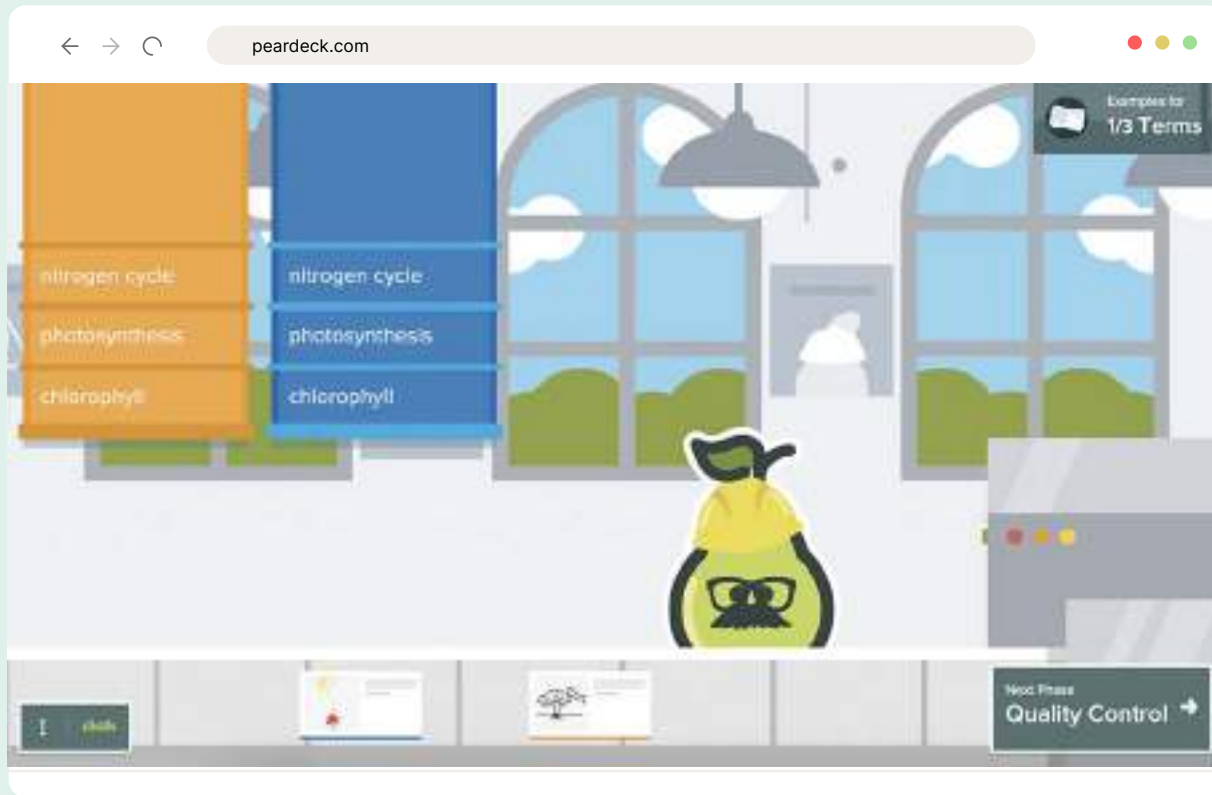 peardeck.com
Examples for
1/3 Terms
nitrogen cycle
photosynthesis
chlorophyll
nitrogen cycle
photosynthesis
chlorophyll
Next Phase
Quality Control